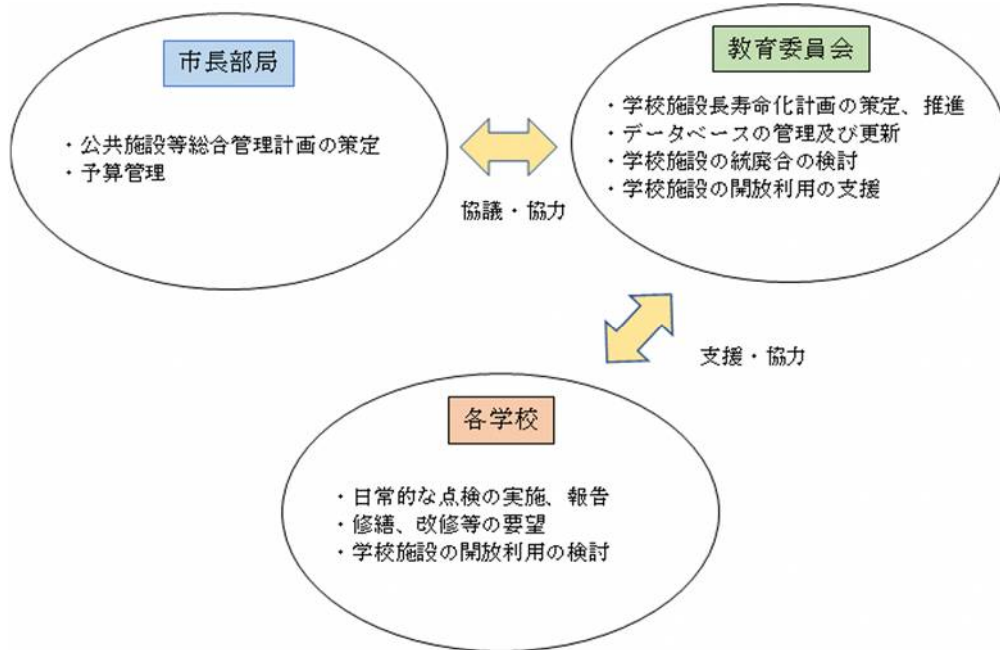 市長部局
・公共施設等総合管理計画の策定
・予算管理
教育委員会
・学校施設長寿命化計画の策定、推進
・データベースの管理及び更新
・学校施設の統廃合の検討
・学校施設の開放利用の支援
協議・協力
支援・協力
各学校
・日常的な点検の実施、報告
・修繕、改修等の要望
・学校施設の開放利用の検討